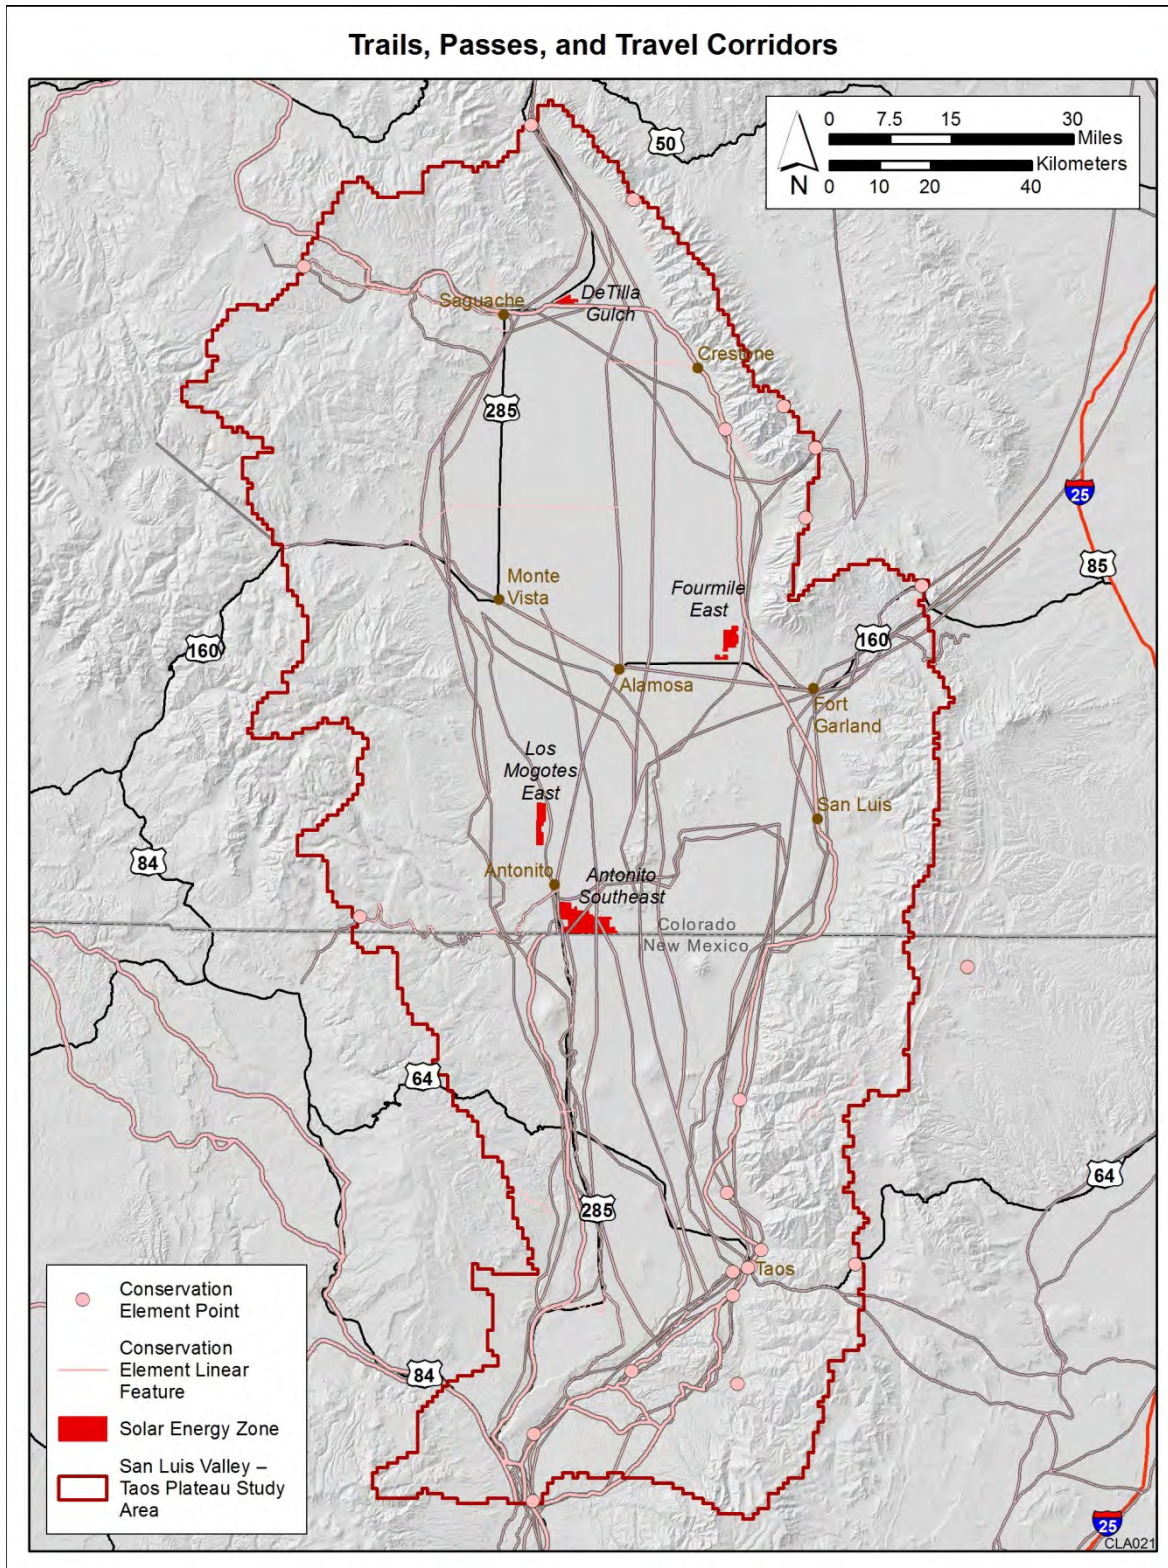 Trails, Passes, and Travel Corridors
0 7.5 15 30
Miles
Kilometers
0 10 20 40
N
50
DeTilla
Gulch
Saguache
Crestone
285
25
85
Monte
Vista
Fourmile
East
160
160
Alamosa
Fort
Garland
Los
Mogotes
East
San Luis
84
Antonito
Antonito
Southeast
Colorado
New Mexico
64
64
285
Taos
84
25
CLA021
Conservation
Element Point
Conservation
Element Linear
Feature
Solar Energy Zone
San Luis Valley –
Taos Plateau Study
Area